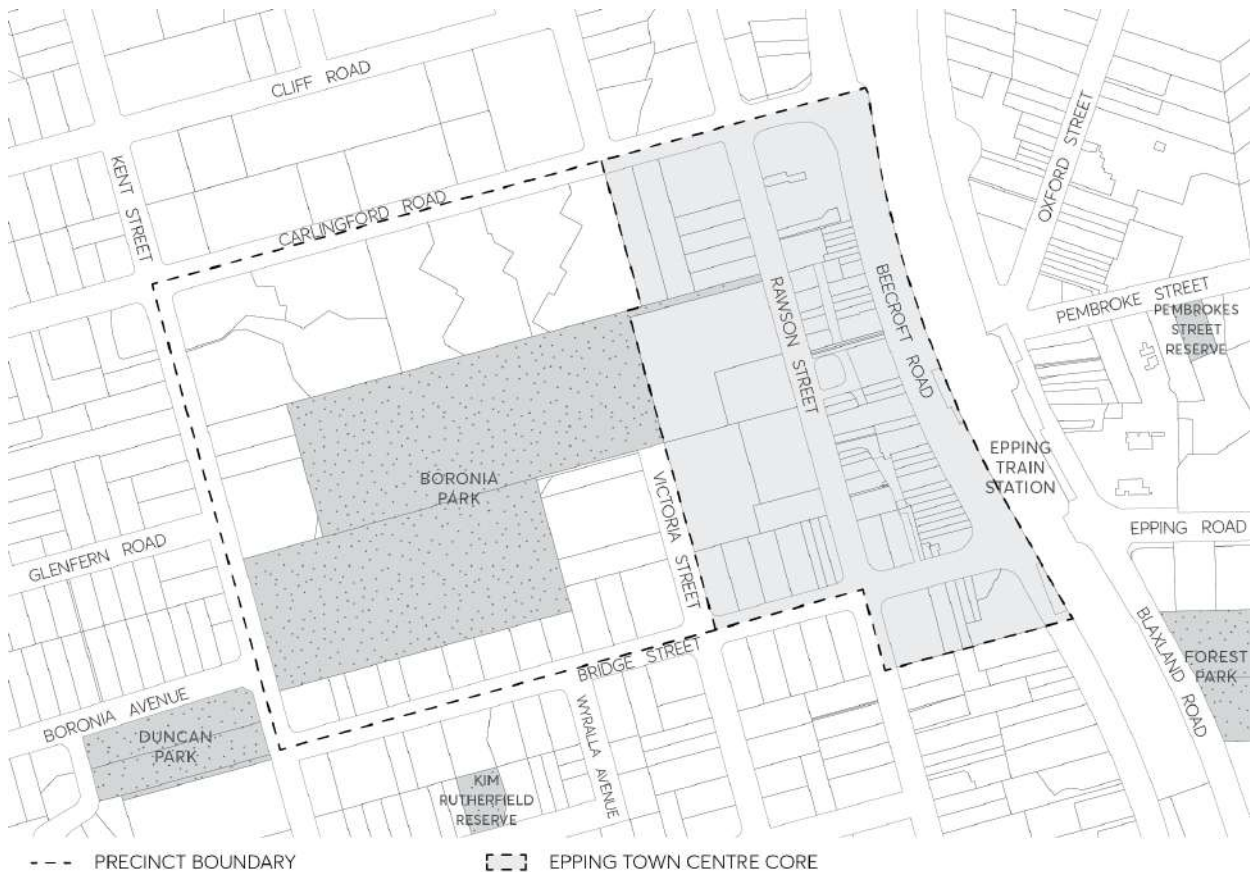 CLIFF ROAD
KENT STREET
CARLINGFORD ROAD
OXFORD STREET
PEMBROKE STREET
PEMBROKES
STREET
RESERVE
RAWSON STREET
BEECROFT ROAD
EPPING
TRAIN
STATION
BORONIA
PARK
VICTORIA STREET
EPPING ROAD
GLENFERN ROAD
BRIDGE STREET
BLAXLAND ROAD
FOREST
PARK
BORONIA AVENUE
DUNCAN
PARK
WYRALLA AVENUE
KIM
RUTHERFIELD
RESERVE
PRECINCT BOUNDARY
EPPING TOWN CENTRE CORE